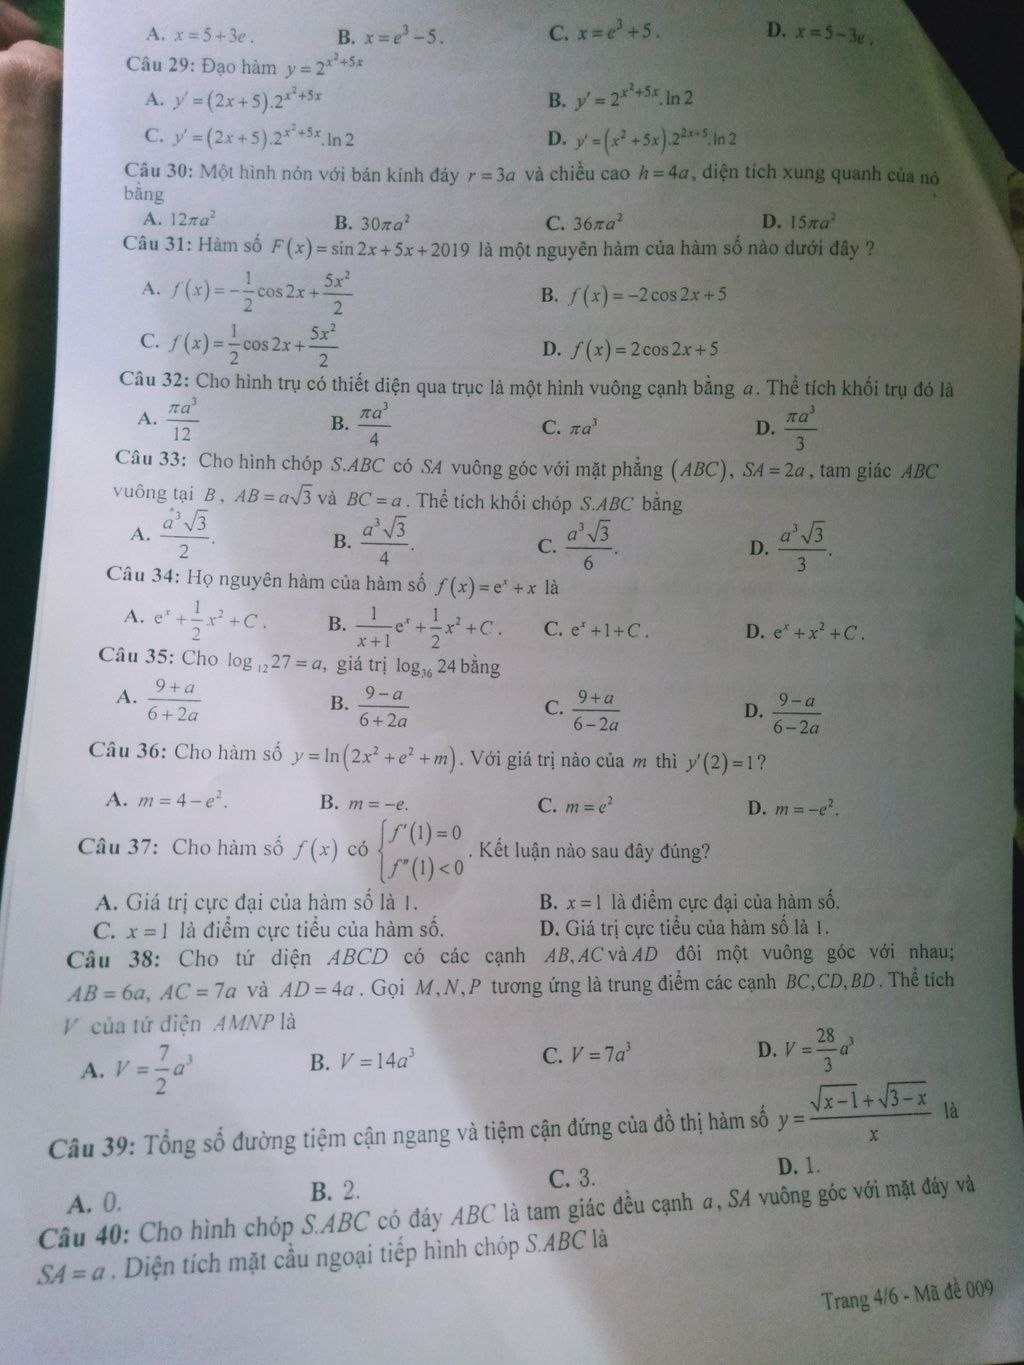 A. x = 5 + 3e. B. x = e³ − 5. C. x = e³ + 5. D. x = 5 − 3e.
Câu 29: Đạo hàm y = 2^{x²+5x}
A. y' = (2x + 5).2^{x²+5x} B. y' = 2^{x²+5x}.ln 2
C. y' = (2x + 5).2^{x²+5x}.ln 2 D. y' = (x² + 5x).2^{2x+5}.ln 2
Câu 30: Một hình nón với bán kính đáy r = 3a và chiều cao h = 4a, diện tích xung quanh của nó
bằng
A. 12πa² B. 30πa² C. 36πa² D. 15πa²
Câu 31: Hàm số F(x) = sin 2x + 5x + 2019 là một nguyên hàm của hàm số nào dưới đây ?
A. f(x) = −\frac{1}{2}cos 2x + \frac{5x²}{2} B. f(x) = −2cos 2x + 5
C. f(x) = \frac{1}{2}cos 2x + \frac{5x²}{2} D. f(x) = 2cos 2x + 5
Câu 32: Cho hình trụ có thiết diện qua trục là một hình vuông cạnh bằng a. Thể tích khối trụ đó là
A. \frac{πa³}{12} B. \frac{πa³}{4} C. πa³ D. \frac{πa³}{3}
Câu 33: Cho hình chóp S.ABC có SA vuông góc với mặt phẳng (ABC), SA = 2a, tam giác ABC
vuông tại B, AB = a√3 và BC = a. Thể tích khối chóp S.ABC bằng
A. \frac{a³√3}{2}. B. \frac{a³√3}{4}. C. \frac{a³√3}{6}. D. \frac{a³√3}{3}.
Câu 34: Họ nguyên hàm của hàm số f(x) = eˣ + x là
A. eˣ + \frac{1}{2}x² + C. B. \frac{1}{x+1}eˣ + \frac{1}{2}x² + C. C. eˣ + 1 + C. D. eˣ + x² + C.
Câu 35: Cho log₁₂ 27 = a, giá trị log₃₆ 24 bằng
A. \frac{9+a}{6+2a} B. \frac{9−a}{6+2a} C. \frac{9+a}{6−2a} D. \frac{9−a}{6−2a}
Câu 36: Cho hàm số y = ln(2x² + e² + m). Với giá trị nào của m thì y'(2) = 1?
A. m = 4 − e². B. m = −e. C. m = e² D. m = −e².
Câu 37: Cho hàm số f(x) có { f'(1) = 0 ; f''(1) < 0 . Kết luận nào sau đây đúng?
A. Giá trị cực đại của hàm số là 1. B. x = 1 là điểm cực đại của hàm số.
C. x = 1 là điểm cực tiểu của hàm số. D. Giá trị cực tiểu của hàm số là 1.
Câu 38: Cho tứ diện ABCD có các cạnh AB, AC và AD đôi một vuông góc với nhau;
AB = 6a, AC = 7a và AD = 4a. Gọi M, N, P tương ứng là trung điểm các cạnh BC, CD, BD. Thể tích
V của tứ diện AMNP là
A. V = \frac{7}{2}a³ B. V = 14a³ C. V = 7a³ D. V = \frac{28}{3}a³
Câu 39: Tổng số đường tiệm cận ngang và tiệm cận đứng của đồ thị hàm số y = \frac{√(x−1) + √(3−x)}{x} là
A. 0. B. 2. C. 3. D. 1.
Câu 40: Cho hình chóp S.ABC có đáy ABC là tam giác đều cạnh a, SA vuông góc với mặt đáy và
SA = a. Diện tích mặt cầu ngoại tiếp hình chóp S.ABC là
Trang 4/6 - Mã đề 009